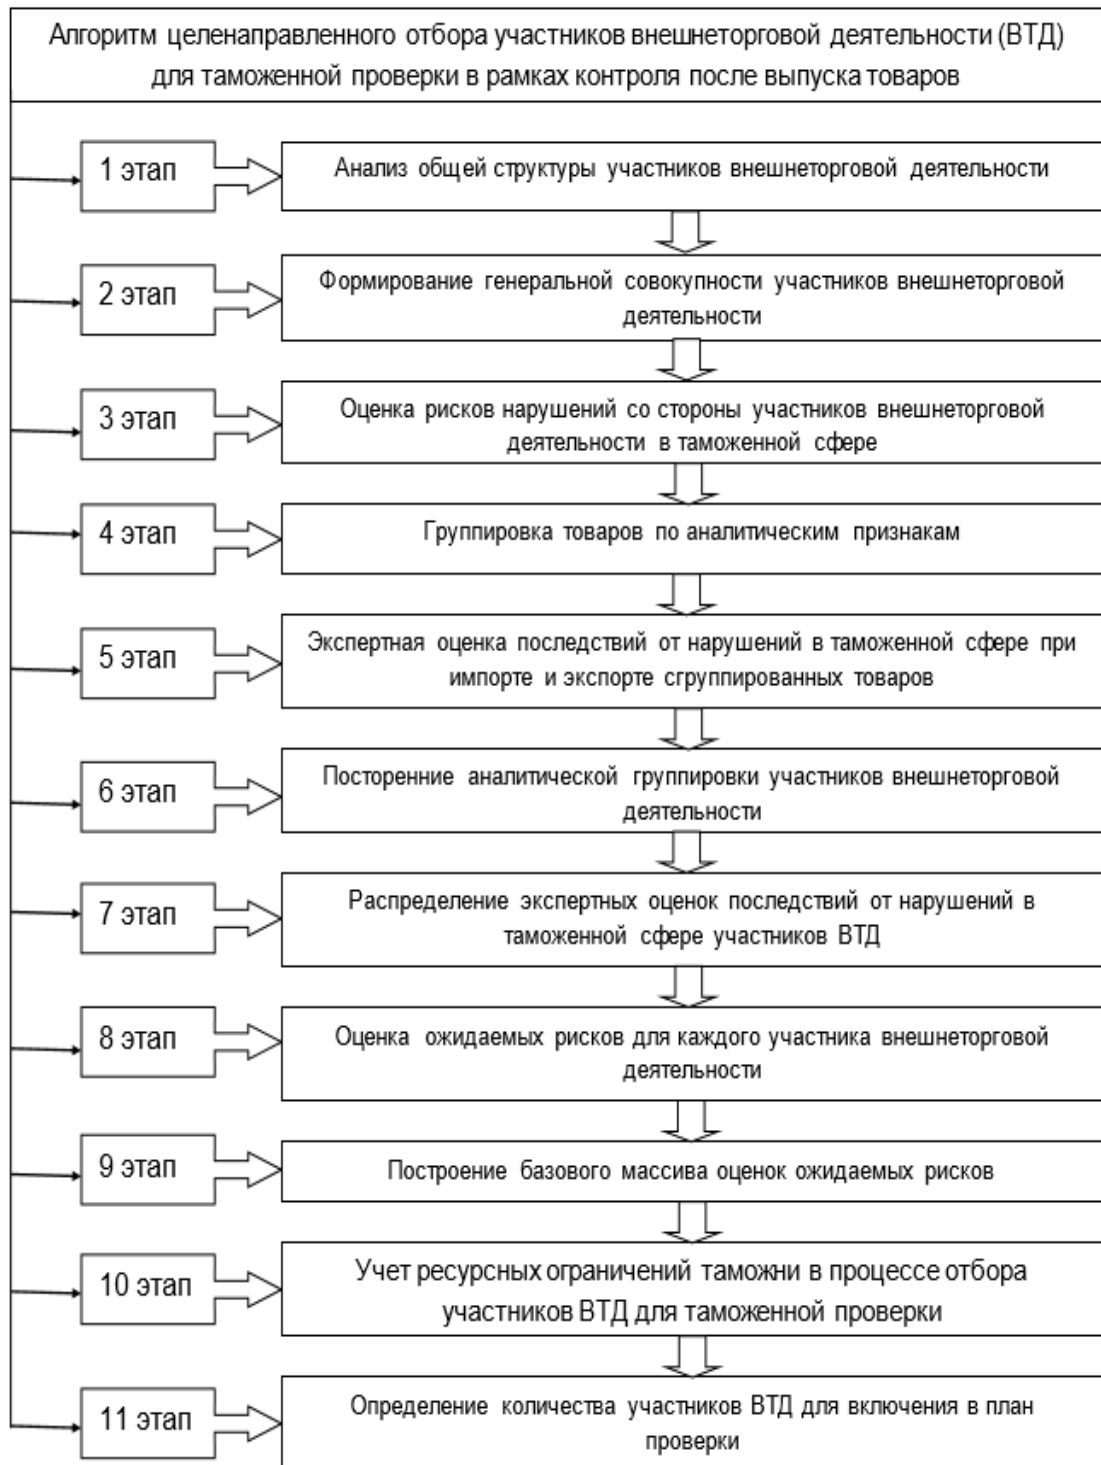 Алгоритм целенаправленного отбора участников внешнеторговой деятельности (ВТД)
для таможенной проверки в рамках контроля после выпуска товаров
1 этап
Анализ общей структуры участников внешнеторговой деятельности
2 этап
Формирование генеральной совокупности участников внешнеторговой
деятельности
3 этап
Оценка рисков нарушений со стороны участников внешнеторговой
деятельности в таможенной сфере
4 этап
Группировка товаров по аналитическим признакам
5 этап
Экспертная оценка последствий от нарушений в таможенной сфере при
импорте и экспорте сгруппированных товаров
6 этап
Посторенние аналитической группировки участников внешнеторговой
деятельности
7 этап
Распределение экспертных оценок последствий от нарушений в
таможенной сфере участников ВТД
8 этап
Оценка ожидаемых рисков для каждого участника внешнеторговой
деятельности
9 этап
Построение базового массива оценок ожидаемых рисков
10 этап
Учет ресурсных ограничений таможни в процессе отбора
участников ВТД для таможенной проверки
11 этап
Определение количества участников ВТД для включения в план
проверки